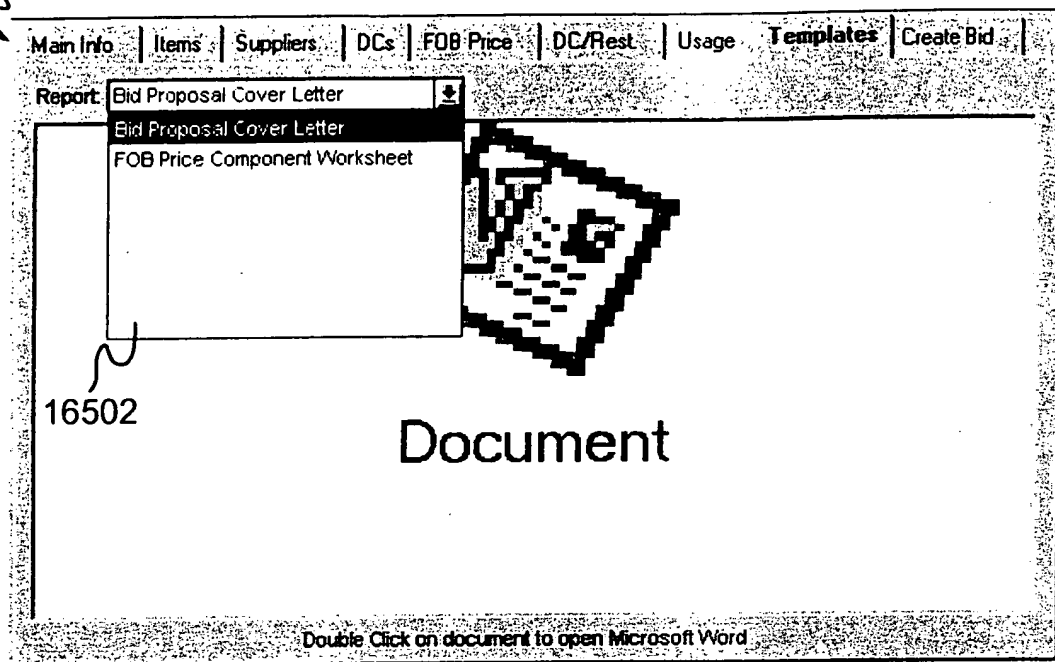 Main Info Items Suppliers DCs FOB Price DC/Rest. Usage Templates Create Bid
Report: Bid Proposal Cover Letter
Bid Proposal Cover Letter
FOB Price Component Worksheet
16502
Document
Double Click on document to open Microsoft Word